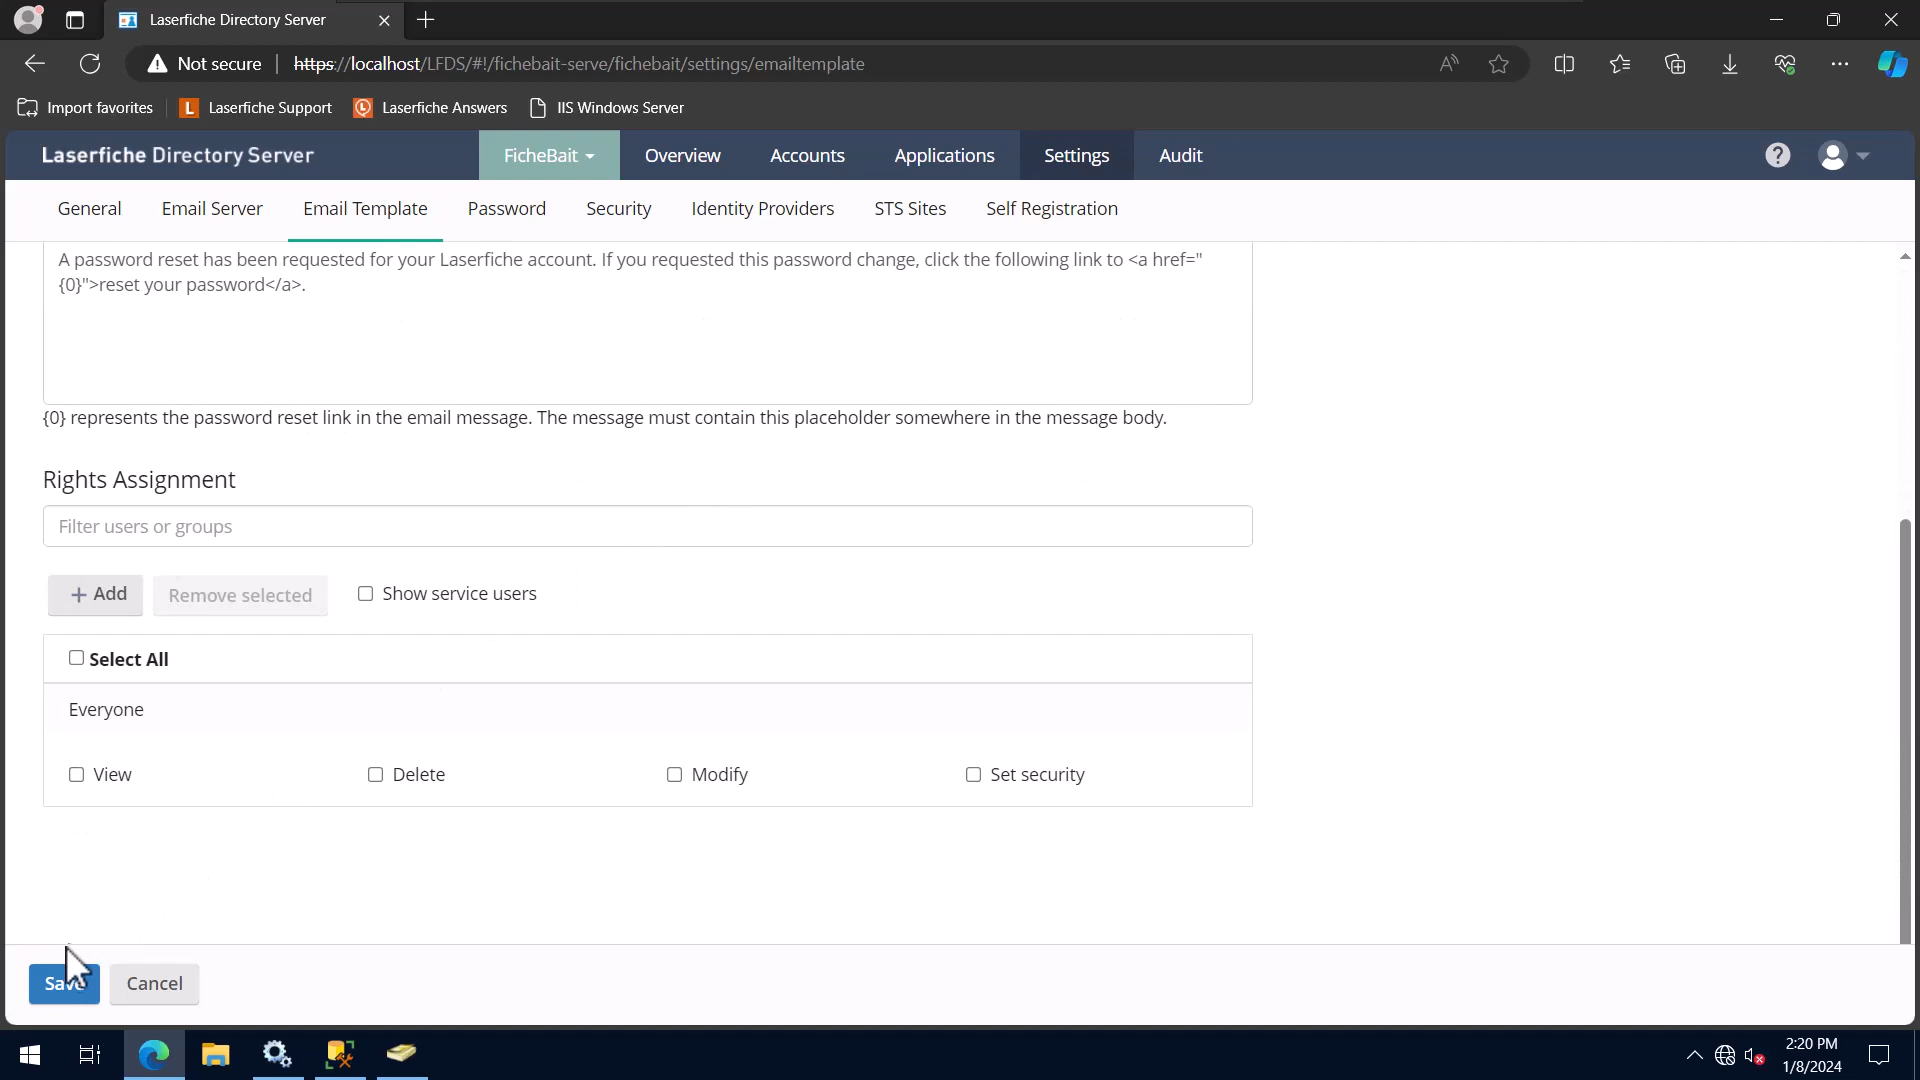 Laserfiche Directory Server
Not secure
https://localhost/LFDS/#!/fichebait-serve/fichebait/settings/emailtemplate
Import favorites
Laserfiche Support
Laserfiche Answers
IIS Windows Server
Laserfiche Directory Server
FicheBait
Overview
Accounts
Applications
Settings
Audit
General
Email Server
Email Template
Password
Security
Identity Providers
STS Sites
Self Registration
A password reset has been requested for your Laserfiche account. If you requested this password change, click the following link to <a href="
{0}">reset your password</a>.
{0} represents the password reset link in the email message. The message must contain this placeholder somewhere in the message body.
Rights Assignment
Filter users or groups
+ Add
Remove selected
Show service users
Select All
Everyone
View
Delete
Modify
Set security
Save
Cancel
2:20 PM
1/8/2024